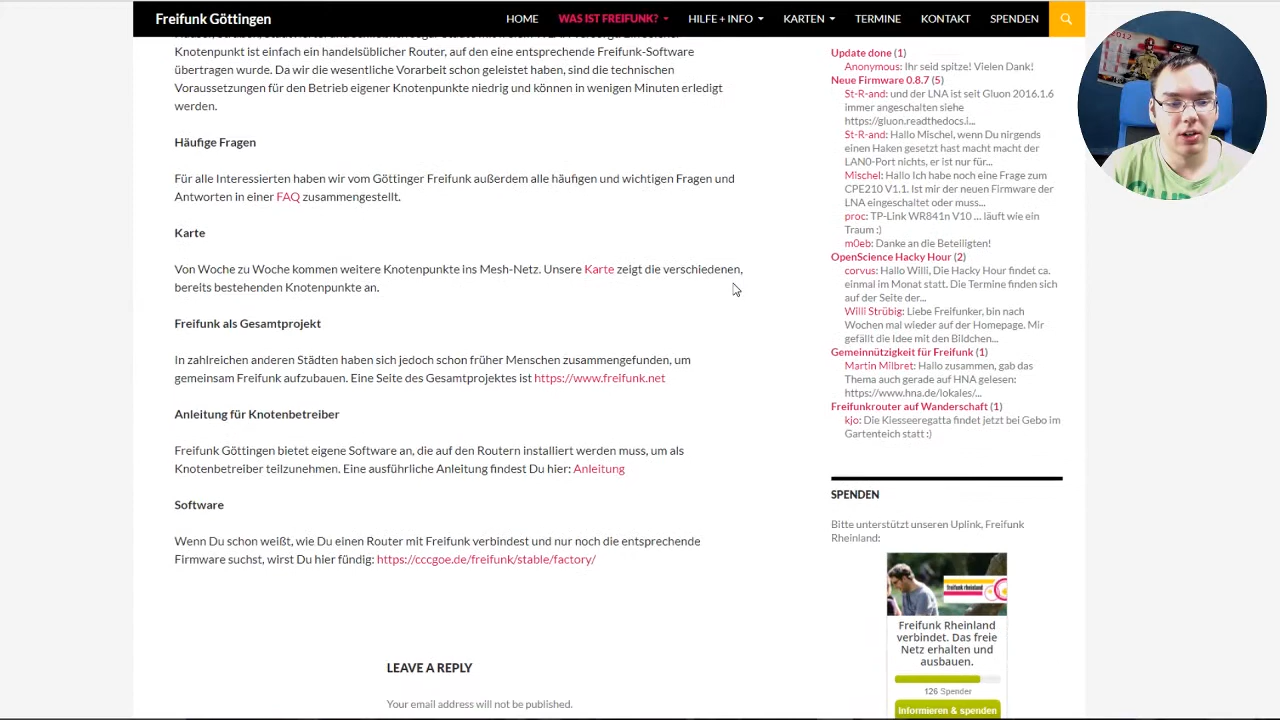 Freifunk Göttingen
HOME
WAS IST FREIFUNK?
HILFE + INFO
KARTEN
TERMINE
KONTAKT
SPENDEN
Knotenpunkt ist einfach ein handelsüblicher Router, auf den eine entsprechende Freifunk-Software
übertragen wurde. Da wir die wesentliche Vorarbeit schon geleistet haben, sind die technischen
Voraussetzungen für den Betrieb eigener Knotenpunkte niedrig und können in wenigen Minuten erledigt
werden.
Häufige Fragen
Für alle Interessierten haben wir vom Göttinger Freifunk außerdem alle häufigen und wichtigen Fragen und
Antworten in einer FAQ zusammengestellt.
Karte
Von Woche zu Woche kommen weitere Knotenpunkte ins Mesh-Netz. Unsere Karte zeigt die verschiedenen,
bereits bestehenden Knotenpunkte an.
Freifunk als Gesamtprojekt
In zahlreichen anderen Städten haben sich jedoch schon früher Menschen zusammengefunden, um
gemeinsam Freifunk aufzubauen. Eine Seite des Gesamtprojektes ist https://www.freifunk.net
Anleitung für Knotenbetreiber
Freifunk Göttingen bietet eigene Software an, die auf den Routern installiert werden muss, um als
Knotenbetreiber teilzunehmen. Eine ausführliche Anleitung findest Du hier: Anleitung
Software
Wenn Du schon weißt, wie Du einen Router mit Freifunk verbindest und nur noch die entsprechende
Firmware suchst, wirst Du hier fündig: https://cccgoe.de/freifunk/stable/factory/
LEAVE A REPLY
Your email address will not be published.
Update done (1)
Anonymous: Ihr seid spitze! Vielen Dank!
Neue Firmware 0.8.7 (5)
St-R-and: und der LNA ist seit Gluon 2016.1.6
immer angeschalten siehe
https://gluon.readthedocs.i...
St-R-and: Hallo Mischel, wenn Du nirgends
einen Haken gesetzt hast macht macht der
LAN0-Port nichts, er ist nur für...
Mischel: Hallo Ich habe noch eine Frage zum
CPE210 V1.1. Ist mir der neuen Firmware der
LNA eingeschaltet oder muss...
proc: TP-Link WR841n V10 ... läuft wie ein
Traum :)
m0eb: Danke an die Beteiligten!
OpenScience Hacky Hour (2)
corvus: Hallo Willi, Die Hacky Hour findet ca.
einmal im Monat statt. Die Termine finden sich
auf der Seite der...
Willi Strübig: Liebe Freifunker, bin nach
Wochen mal wieder auf der Homepage. Mir
gefällt die Idee mit den Bildchen...
Gemeinnützigkeit für Freifunk (1)
Martin Milbret: Hallo zusammen, gab das
Thema auch gerade auf HNA gelesen:
https://www.hna.de/lokales/...
Freifunkrouter auf Wanderschaft (1)
kjo: Die Kiesseeregatta findet jetzt bei Gebo im
Gartenteich statt :)
SPENDEN
Bitte unterstützt unseren Uplink, Freifunk
Rheinland:
freifunk rheinland
Freifunk Rheinland
verbindet. Das freie
Netz erhalten und
ausbauen.
126 Spender
Informieren & spenden
2012